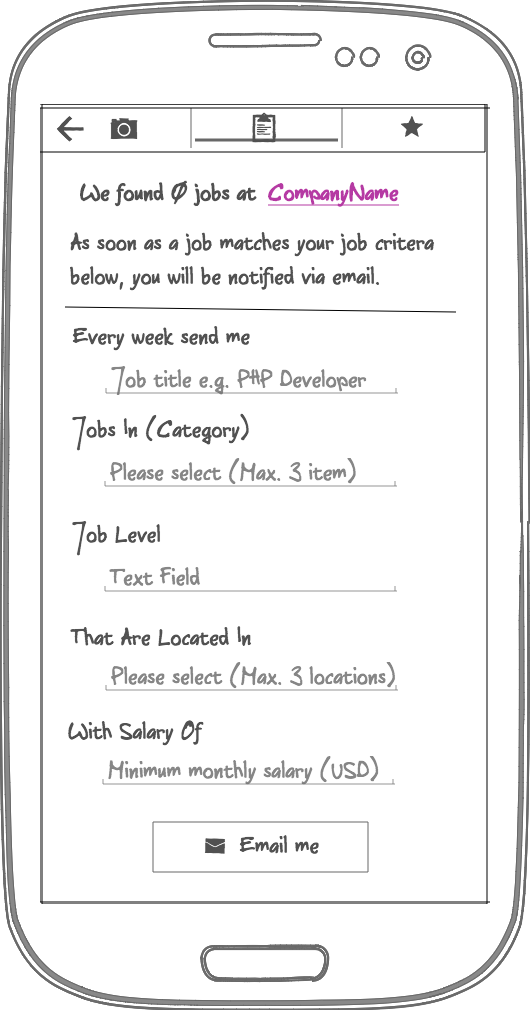 We found 0 jobs at CompanyName
As soon as a job matches your job critera
below, you will be notified via email.
Every week send me
Job title e.g. PHP Developer
Jobs In (Category)
Please select (Max. 3 item)
Job Level
Text Field
That Are Located In
Please select (Max. 3 locations)
With Salary Of
Minimum monthly salary (USD)
Email me